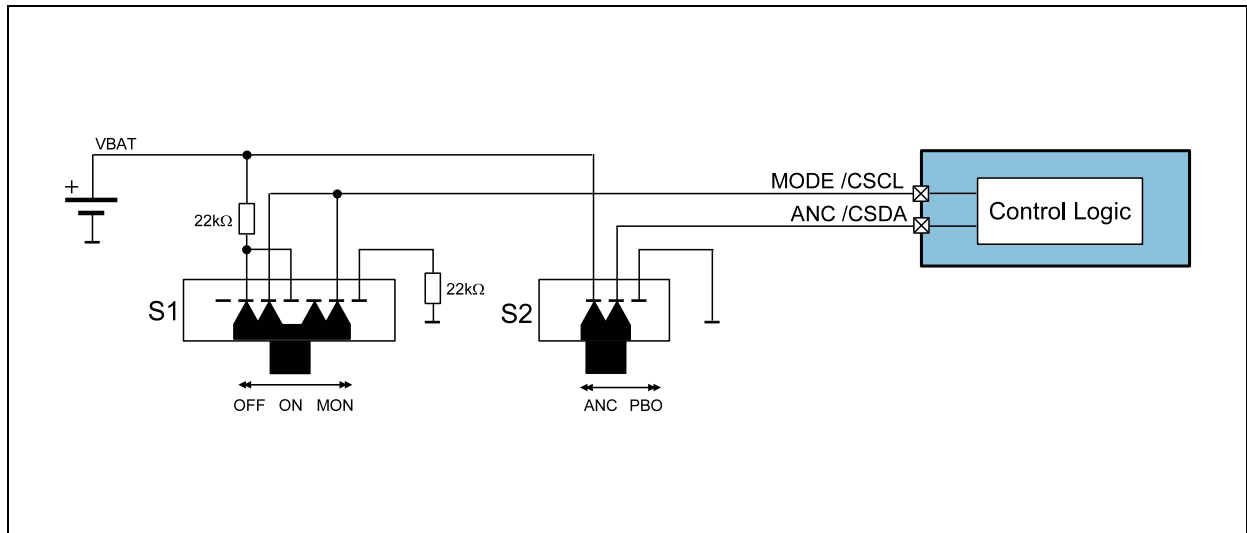 VBAT
+
MODE /CSCL
ANC /CSDA
Control Logic
22kΩ
22kΩ
S1
S2
OFF ON MON
ANC PBO